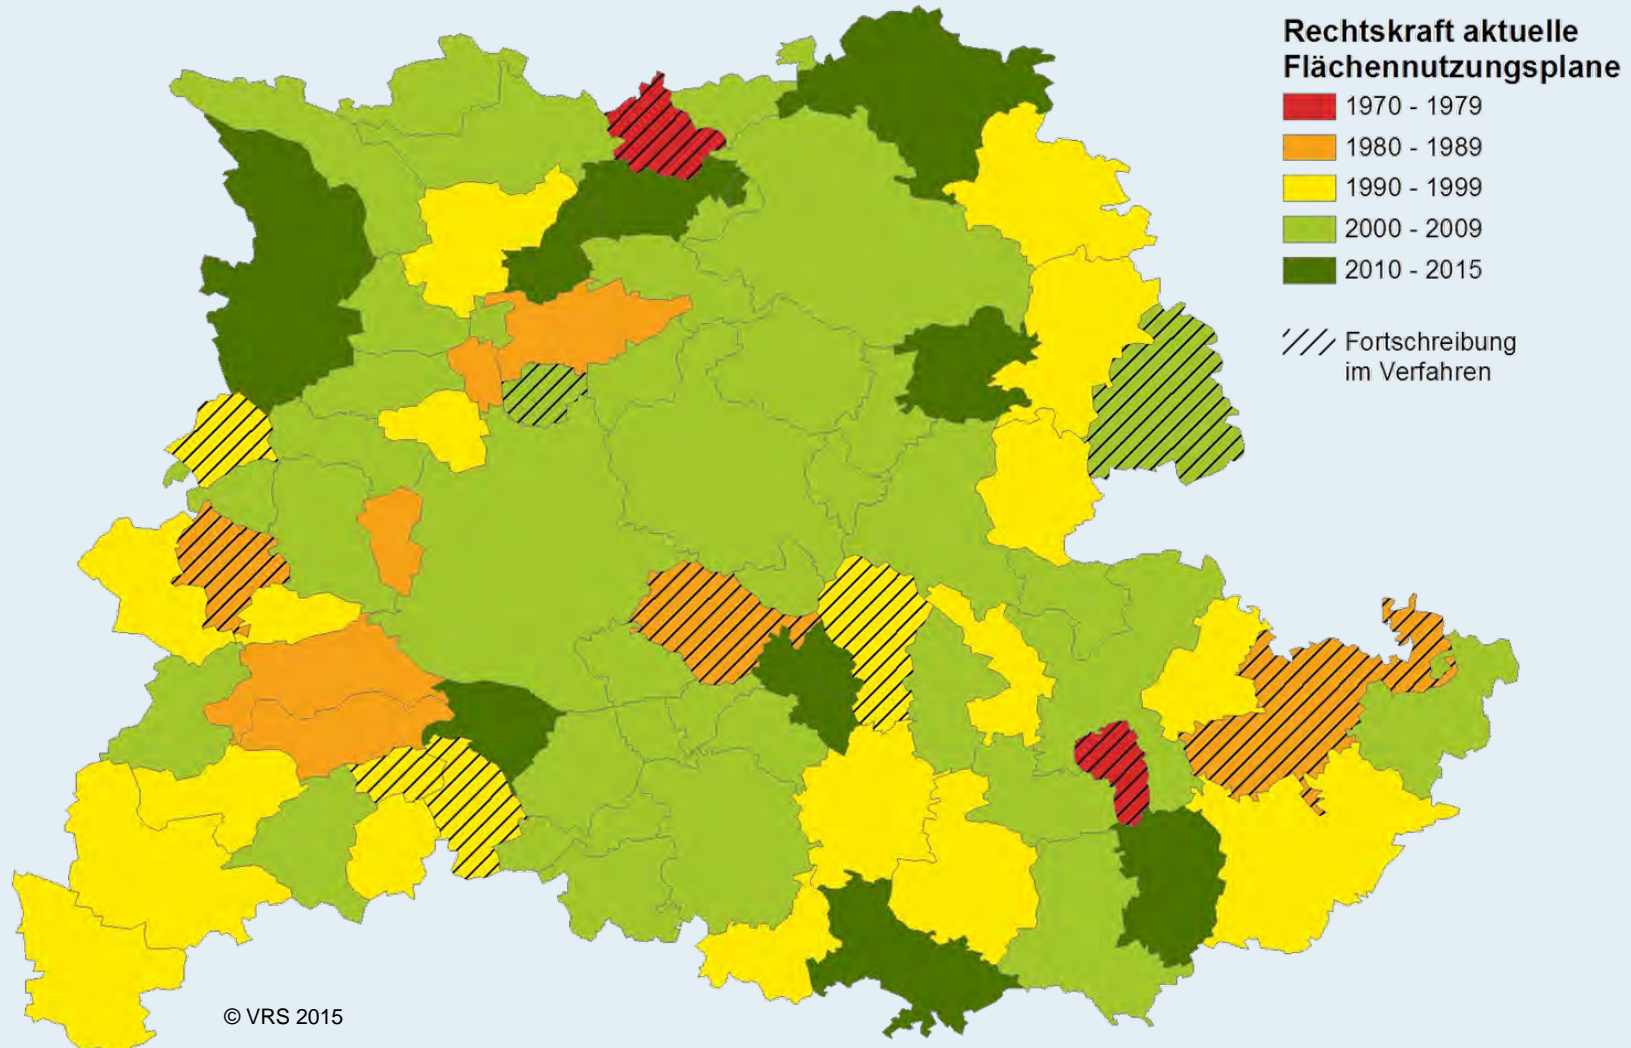 Rechtskraft aktuelle
Flächennutzungsplane
1970 - 1979
1980 - 1989
1990 - 1999
2000 - 2009
2010 - 2015
Fortschreibung
im Verfahren
© VRS 2015